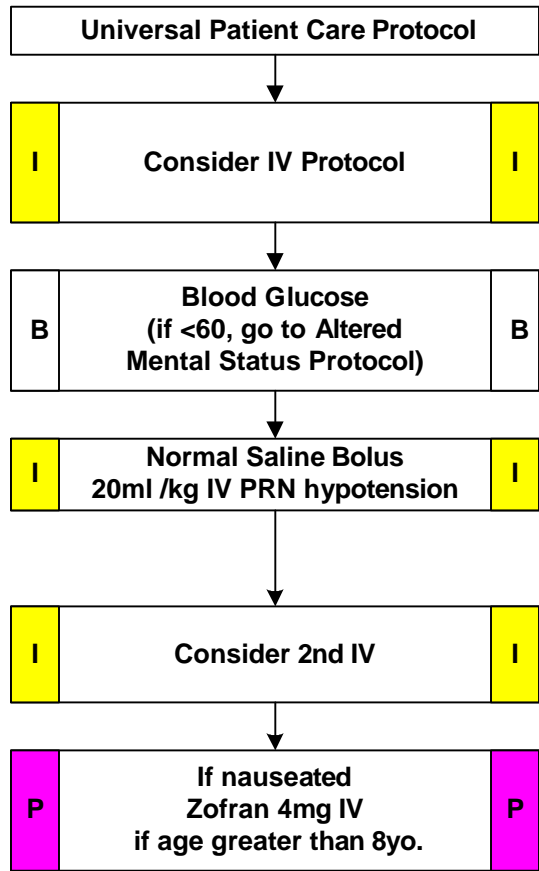 Universal Patient Care Protocol
I Consider IV Protocol I
Blood Glucose
B (if <60, go to Altered B
Mental Status Protocol)
Normal Saline Bolus
I 20ml /kg IV PRN hypotension I
I Consider 2nd IV I
If nauseated
P Zofran 4mg IV P
if age greater than 8yo.